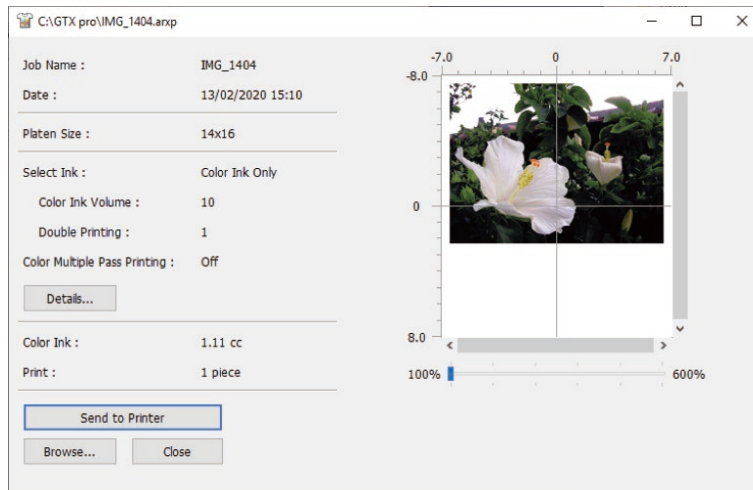 C:\GTX pro\IMG_1404.arxp
Job Name : IMG_1404
Date : 13/02/2020 15:10
Platen Size : 14x16
Select Ink : Color Ink Only
Color Ink Volume : 10
Double Printing : 1
Color Multiple Pass Printing : Off
Details...
Color Ink : 1.11 cc
Print : 1 piece
Send to Printer
Browse... Close
-7.0 0 7.0
-8.0
0
8.0
100% 600%